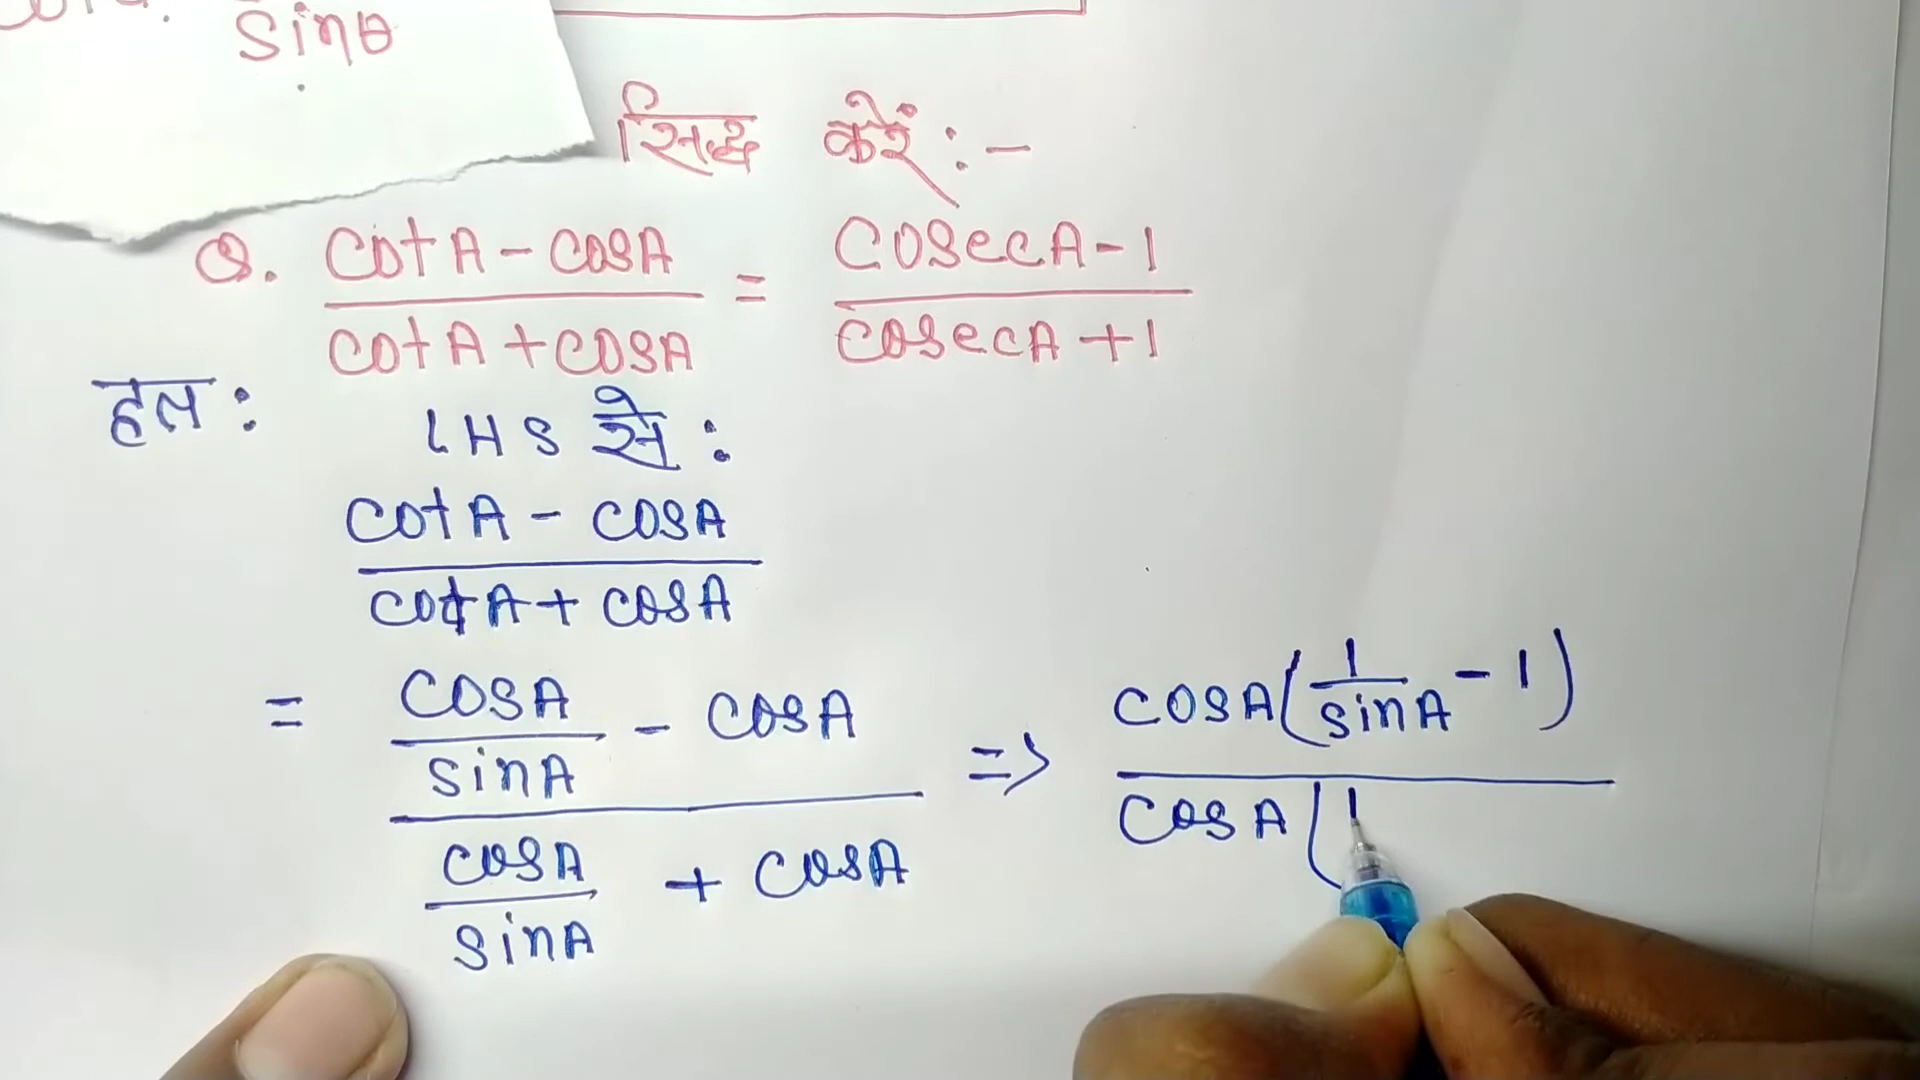 sinθ
सिद्ध करें :-
Q. cotA - cosA / cotA + cosA = cosecA - 1 / cosecA + 1
हल :
LHS से :
cotA - cosA
cotA + cosA
= cosA/sinA - cosA => cosA(1/sinA - 1)
cosA/sinA + cosA cosA(1